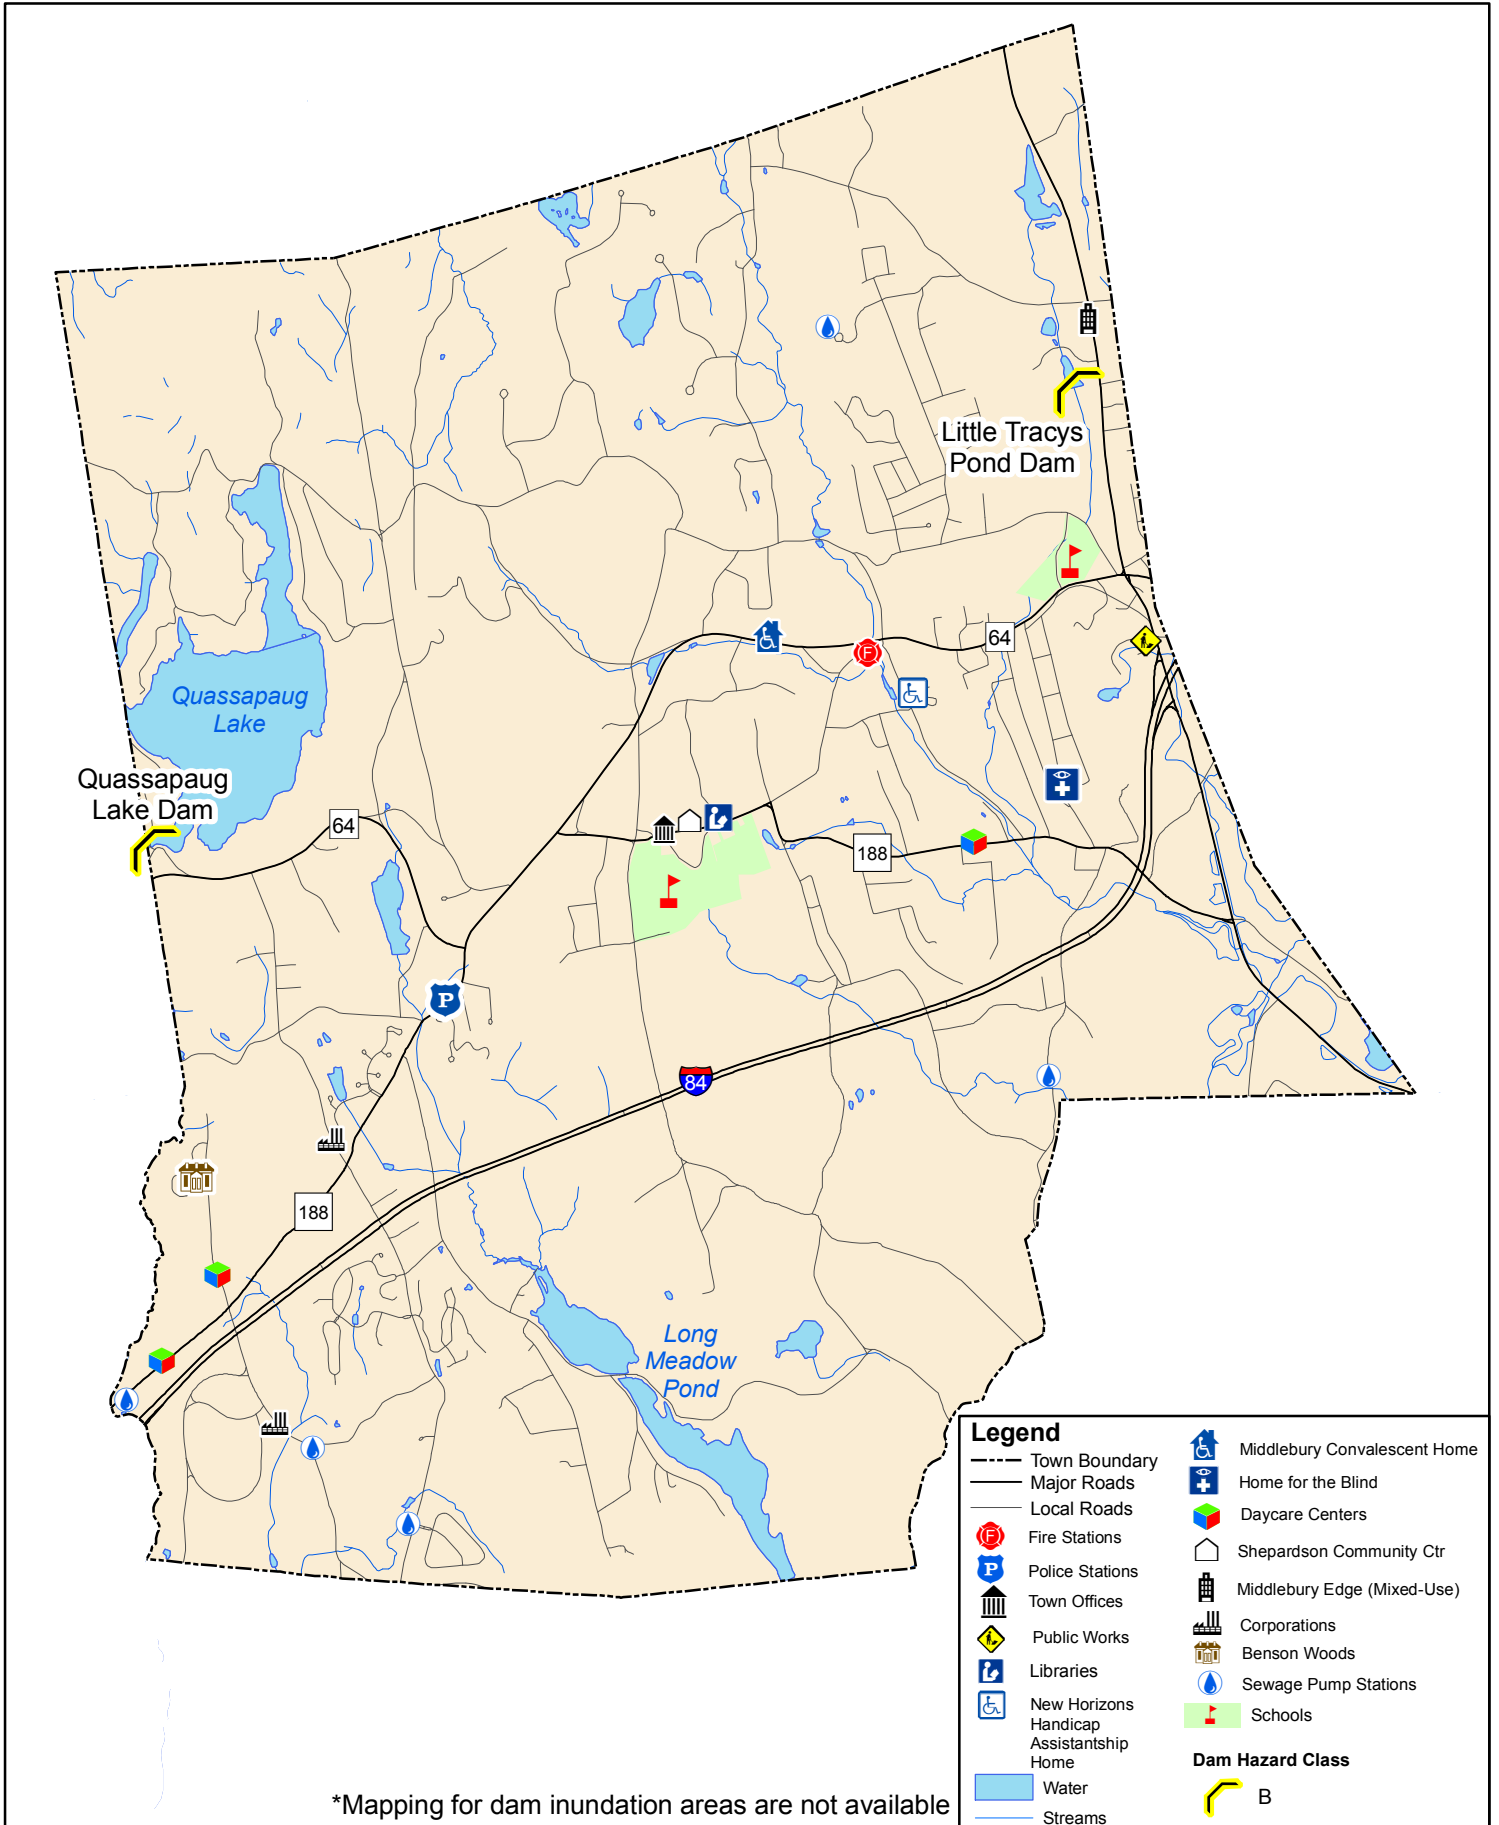 Little Tracys
Pond Dam
64
Quassapaug
Lake
Quassapaug
Lake Dam
64
188
P
84
188
Long
Meadow
Pond
F
Legend
Town Boundary
Major Roads
Local Roads
F
Fire Stations
P
Police Stations
Town Offices
Public Works
Libraries
New Horizons
Handicap
Assistantship
Home
Water
Streams
Middlebury Convalescent Home
Home for the Blind
Daycare Centers
Shepardson Community Ctr
Middlebury Edge (Mixed-Use)
Corporations
Benson Woods
Sewage Pump Stations
Schools
Dam Hazard Class
B
*Mapping for dam inundation areas are not available